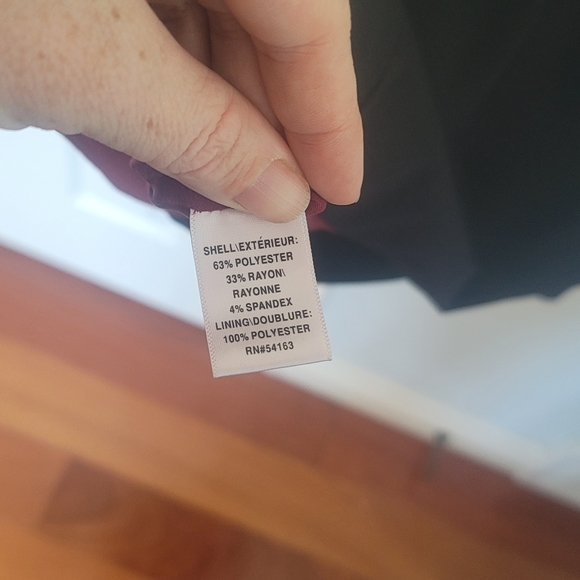 SHELL\EXTÉRIEUR:
63% POLYESTER
33% RAYON\
RAYONNE
4% SPANDEX
LINING\DOUBLURE:
100% POLYESTER
RN#54163